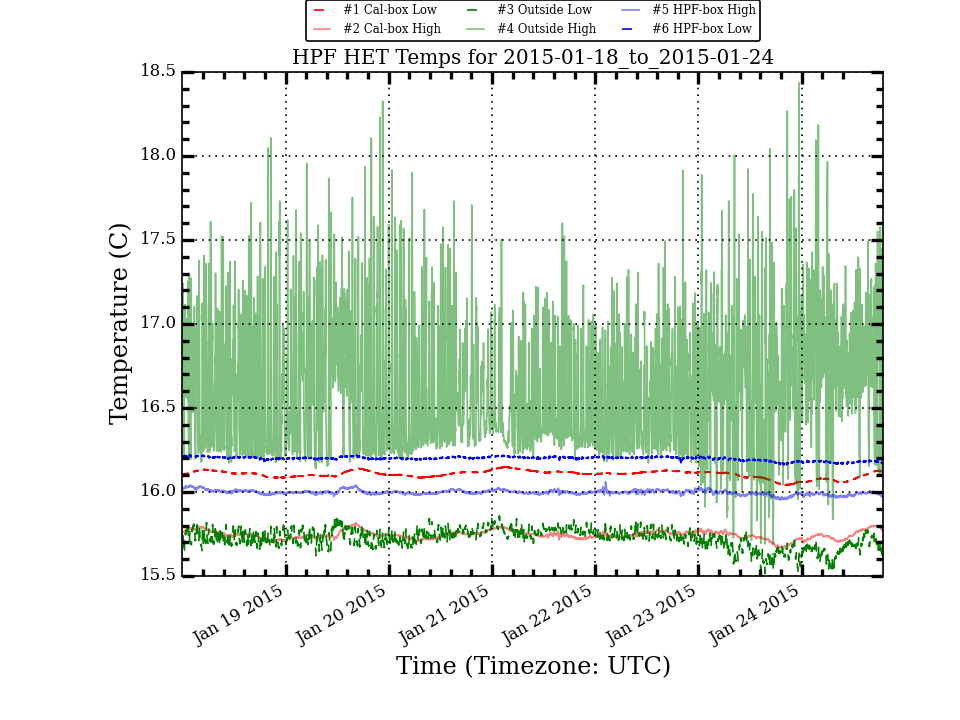 #1 Cal-box Low #3 Outside Low #5 HPF-box High
#2 Cal-box High #4 Outside High #6 HPF-box Low
HPF HET Temps for 2015-01-18_to_2015-01-24
18.5
18.0
17.5
17.0
16.5
16.0
15.5
Temperature (C)
Jan 19 2015 Jan 20 2015 Jan 21 2015 Jan 22 2015 Jan 23 2015 Jan 24 2015
Time (Timezone: UTC)